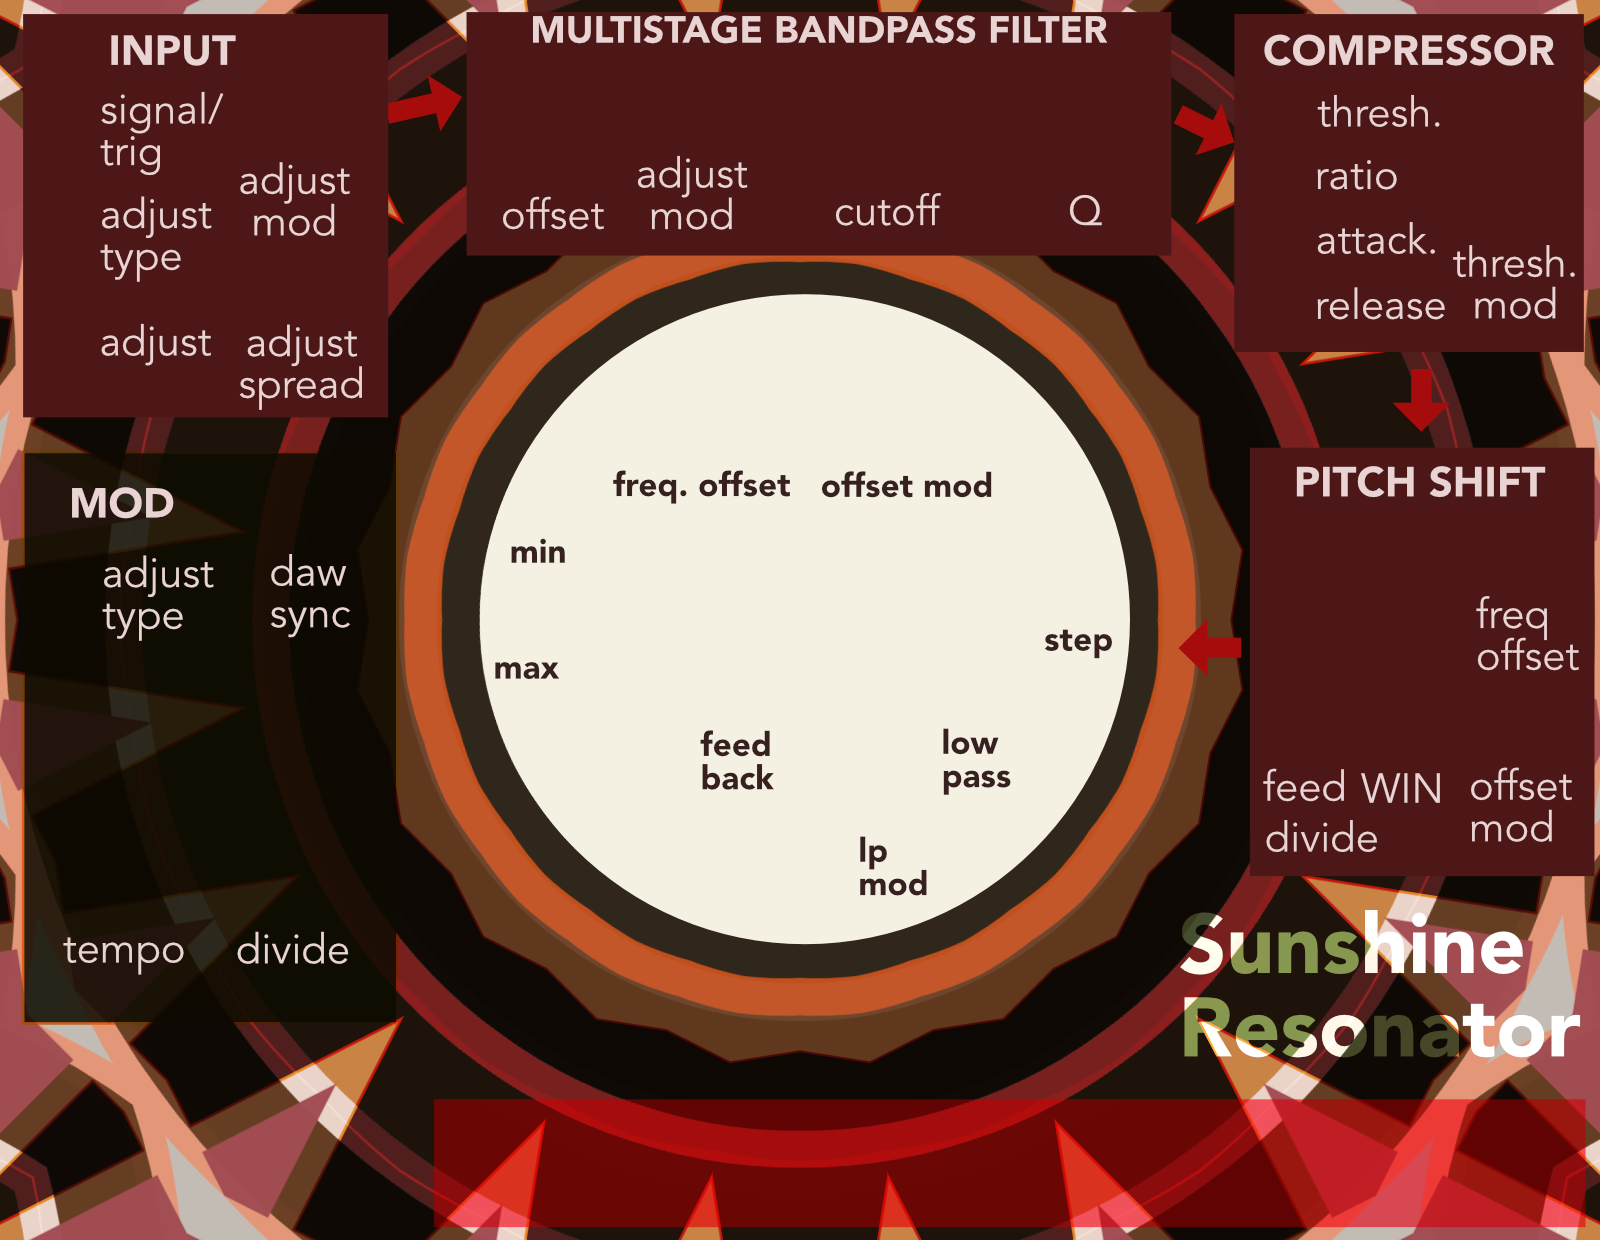 INPUT
signal/
trig
adjust
mod
adjust
type
adjust
adjust
spread
MULTISTAGE BANDPASS FILTER
offset
adjust
mod
cutoff
Q
COMPRESSOR
thresh.
ratio
attack.
release
thresh.
mod
MOD
adjust
type
daw
sync
tempo
divide
freq. offset
offset mod
min
max
step
feed
back
low
pass
lp
mod
PITCH SHIFT
freq
offset
feed WIN
divide
offset
mod
Sunshine
Resonator